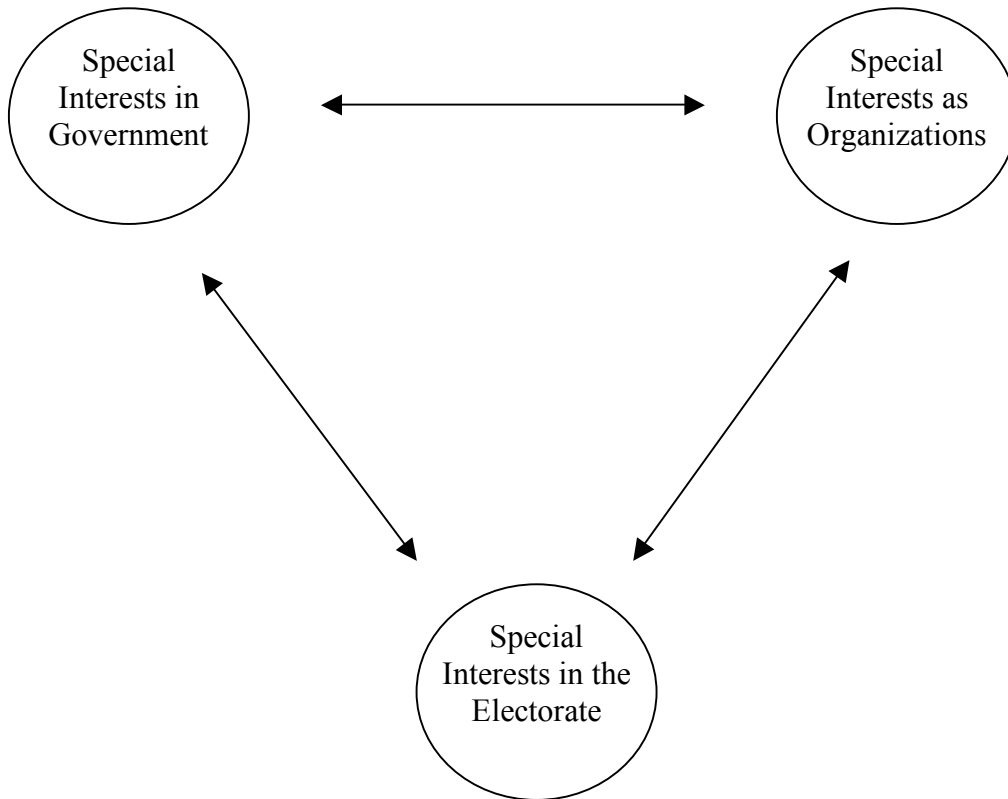 Special
Interests in
Government
Special
Interests as
Organizations
Special
Interests in the
Electorate